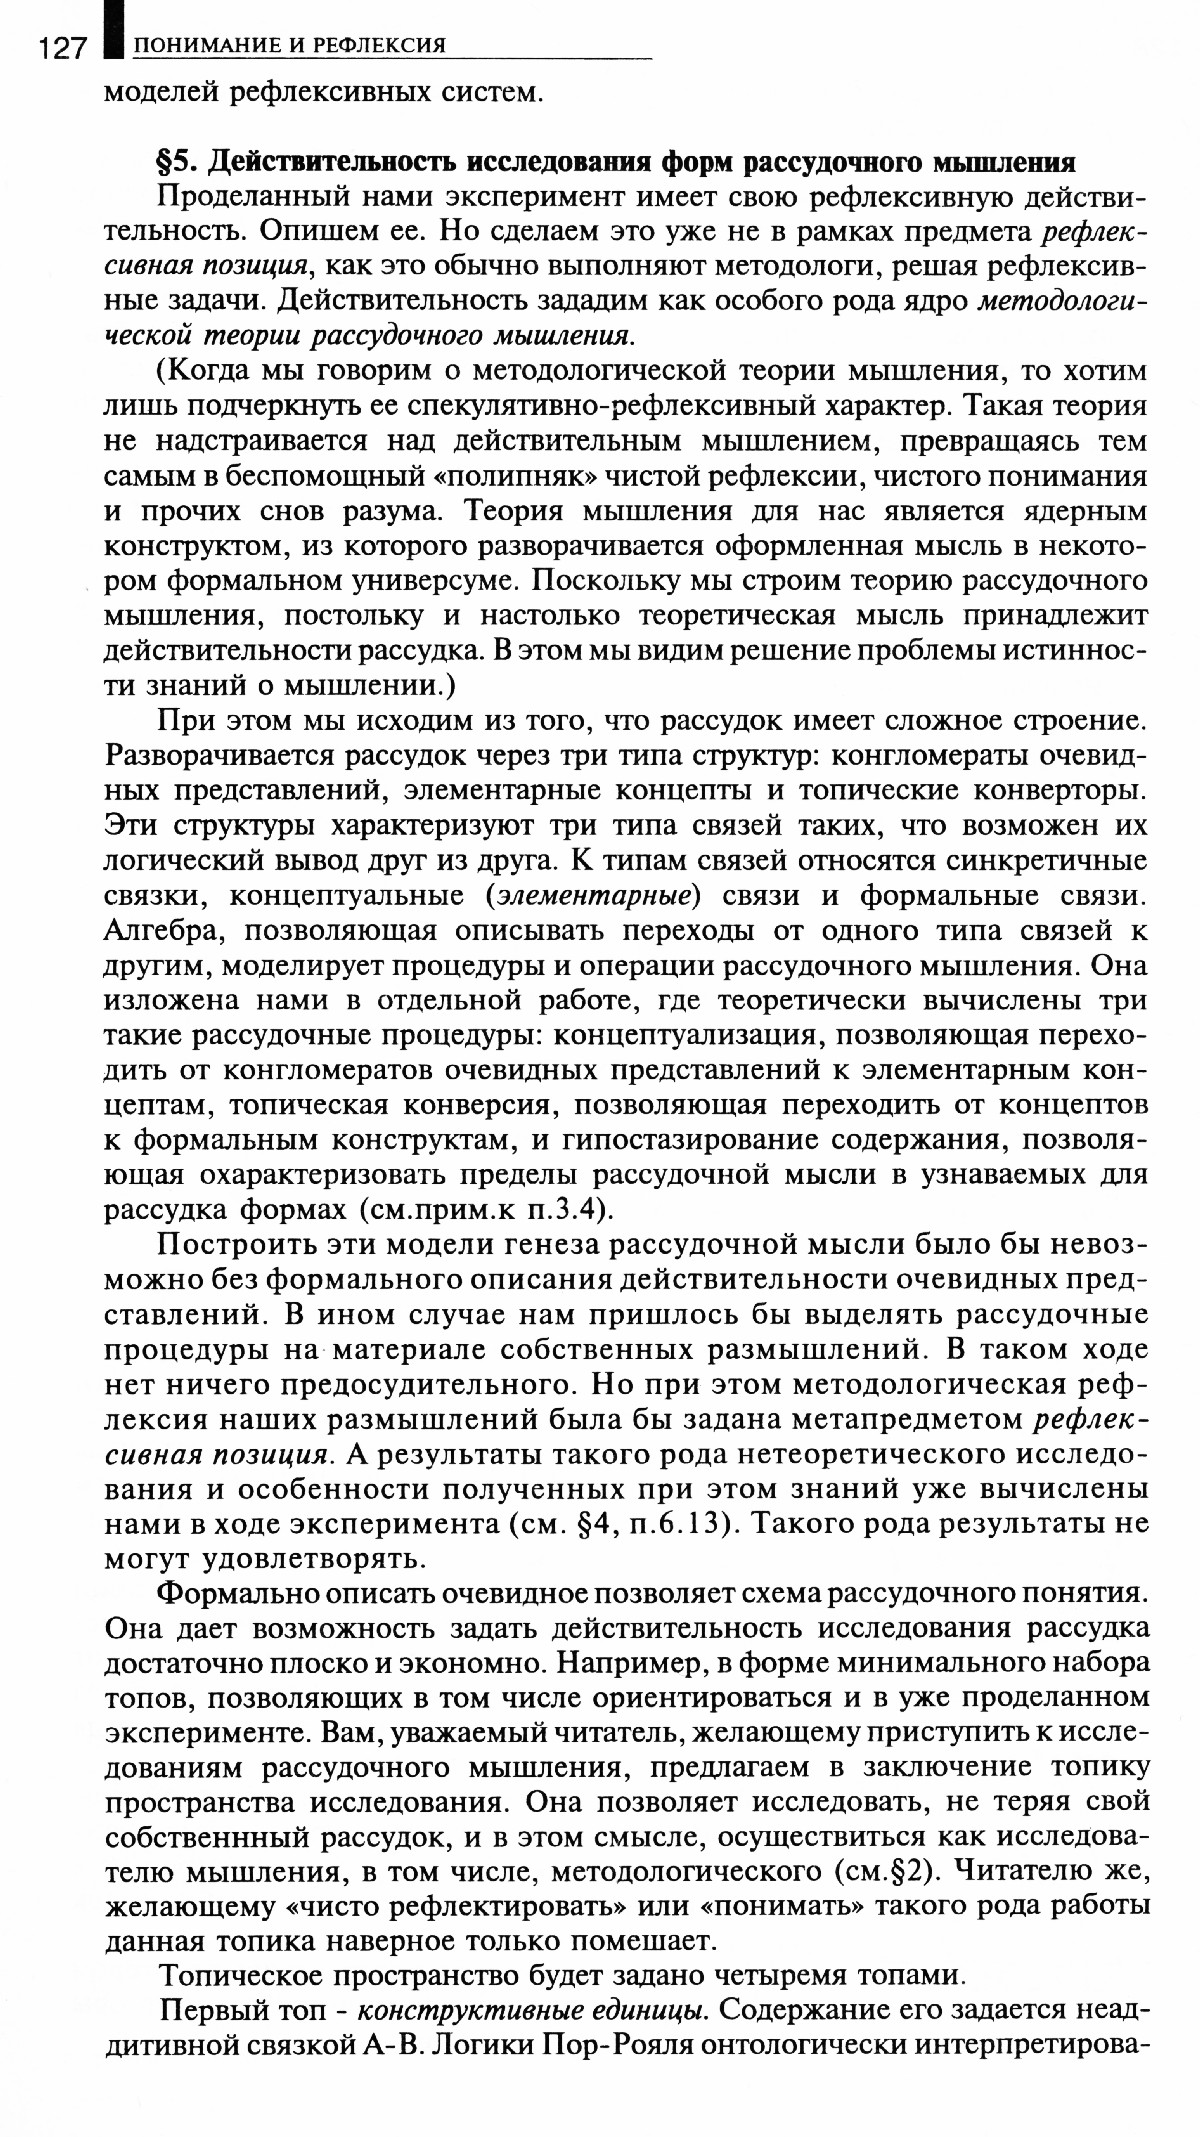 127 ПОНИМАНИЕ И РЕФЛЕКСИЯ
моделей рефлексивных систем.
§5. Действительность исследования форм рассудочного мышления
Проделанный нами эксперимент имеет свою рефлексивную действи-
тельность. Опишем ее. Но сделаем это уже не в рамках предмета рефлек-
сивная позиция, как это обычно выполняют методологи, решая рефлексив-
ные задачи. Действительность зададим как особого рода ядро методологи-
ческой теории рассудочного мышления.
(Когда мы говорим о методологической теории мышления, то хотим
лишь подчеркнуть ее спекулятивно-рефлексивный характер. Такая теория
не надстраивается над действительным мышлением, превращаясь тем
самым в беспомощный «полипняк» чистой рефлексии, чистого понимания
и прочих снов разума. Теория мышления для нас является ядерным
конструктом, из которого разворачивается оформленная мысль в некото-
ром формальном универсуме. Поскольку мы строим теорию рассудочного
мышления, постольку и настолько теоретическая мысль принадлежит
действительности рассудка. В этом мы видим решение проблемы истиннос-
ти знаний о мышлении.)
При этом мы исходим из того, что рассудок имеет сложное строение.
Разворачивается рассудок через три типа структур: конгломераты очевид-
ных представлений, элементарные концепты и топические конверторы.
Эти структуры характеризуют три типа связей таких, что возможен их
логический вывод друг из друга. К типам связей относятся синкретичные
связки, концептуальные (элементарные) связи и формальные связи.
Алгебра, позволяющая описывать переходы от одного типа связей к
другим, моделирует процедуры и операции рассудочного мышления. Она
изложена нами в отдельной работе, где теоретически вычислены три
такие рассудочные процедуры: концептуализация, позволяющая перехо-
дить от конгломератов очевидных представлений к элементарным кон-
цептам, топическая конверсия, позволяющая переходить от концептов
к формальным конструктам, и гипостазирование содержания, позволя-
ющая охарактеризовать пределы рассудочной мысли в узнаваемых для
рассудка формах (см.прим.к п.3.4).
Построить эти модели генеза рассудочной мысли было бы невоз-
можно без формального описания действительности очевидных пред-
ставлений. В ином случае нам пришлось бы выделять рассудочные
процедуры на материале собственных размышлений. В таком ходе
нет ничего предосудительного. Но при этом методологическая реф-
лексия наших размышлений была бы задана метапредметом рефлек-
сивная позиция. А результаты такого рода нетеоретического исследо-
вания и особенности полученных при этом знаний уже вычислены
нами в ходе эксперимента (см. §4, п.6.13). Такого рода результаты не
могут удовлетворять.
Формально описать очевидное позволяет схема рассудочного понятия.
Она дает возможность задать действительность исследования рассудка
достаточно плоско и экономно. Например, в форме минимального набора
топов, позволяющих в том числе ориентироваться и в уже проделанном
эксперименте. Вам, уважаемый читатель, желающему приступить к иссле-
дованиям рассудочного мышления, предлагаем в заключение топику
пространства исследования. Она позволяет исследовать, не теряя свой
собственнный рассудок, и в этом смысле, осуществиться как исследова-
телю мышления, в том числе, методологического (см.§2). Читателю же,
желающему «чисто рефлектировать» или «понимать» такого рода работы
данная топика наверное только помешает.
Топическое пространство будет задано четыремя топами.
Первый топ - конструктивные единицы. Содержание его задается неад-
дитивной связкой А-В. Логики Пор-Рояля онтологически интерпретирова-